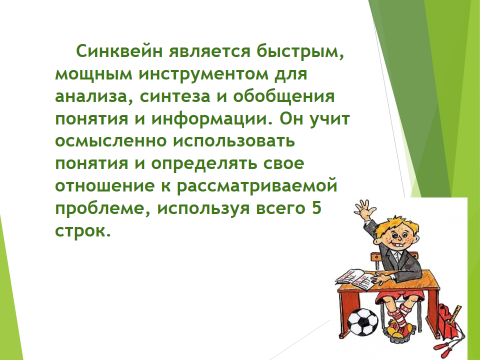 Синквейн является быстрым,
мощным инструментом для
анализа, синтеза и обобщения
понятия и информации. Он учит
осмысленно использовать
понятия и определять свое
отношение к рассматриваемой
проблеме, используя всего 5
строк.